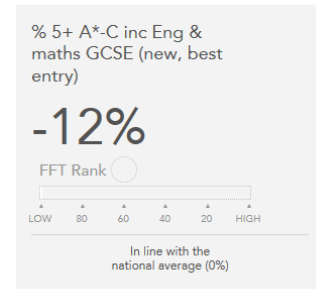 % 5+ A*-C inc Eng &
maths GCSE (new, best
entry)
-12%
FFT Rank
LOW 80 60 40 20 HIGH
In line with the
national average (0%)